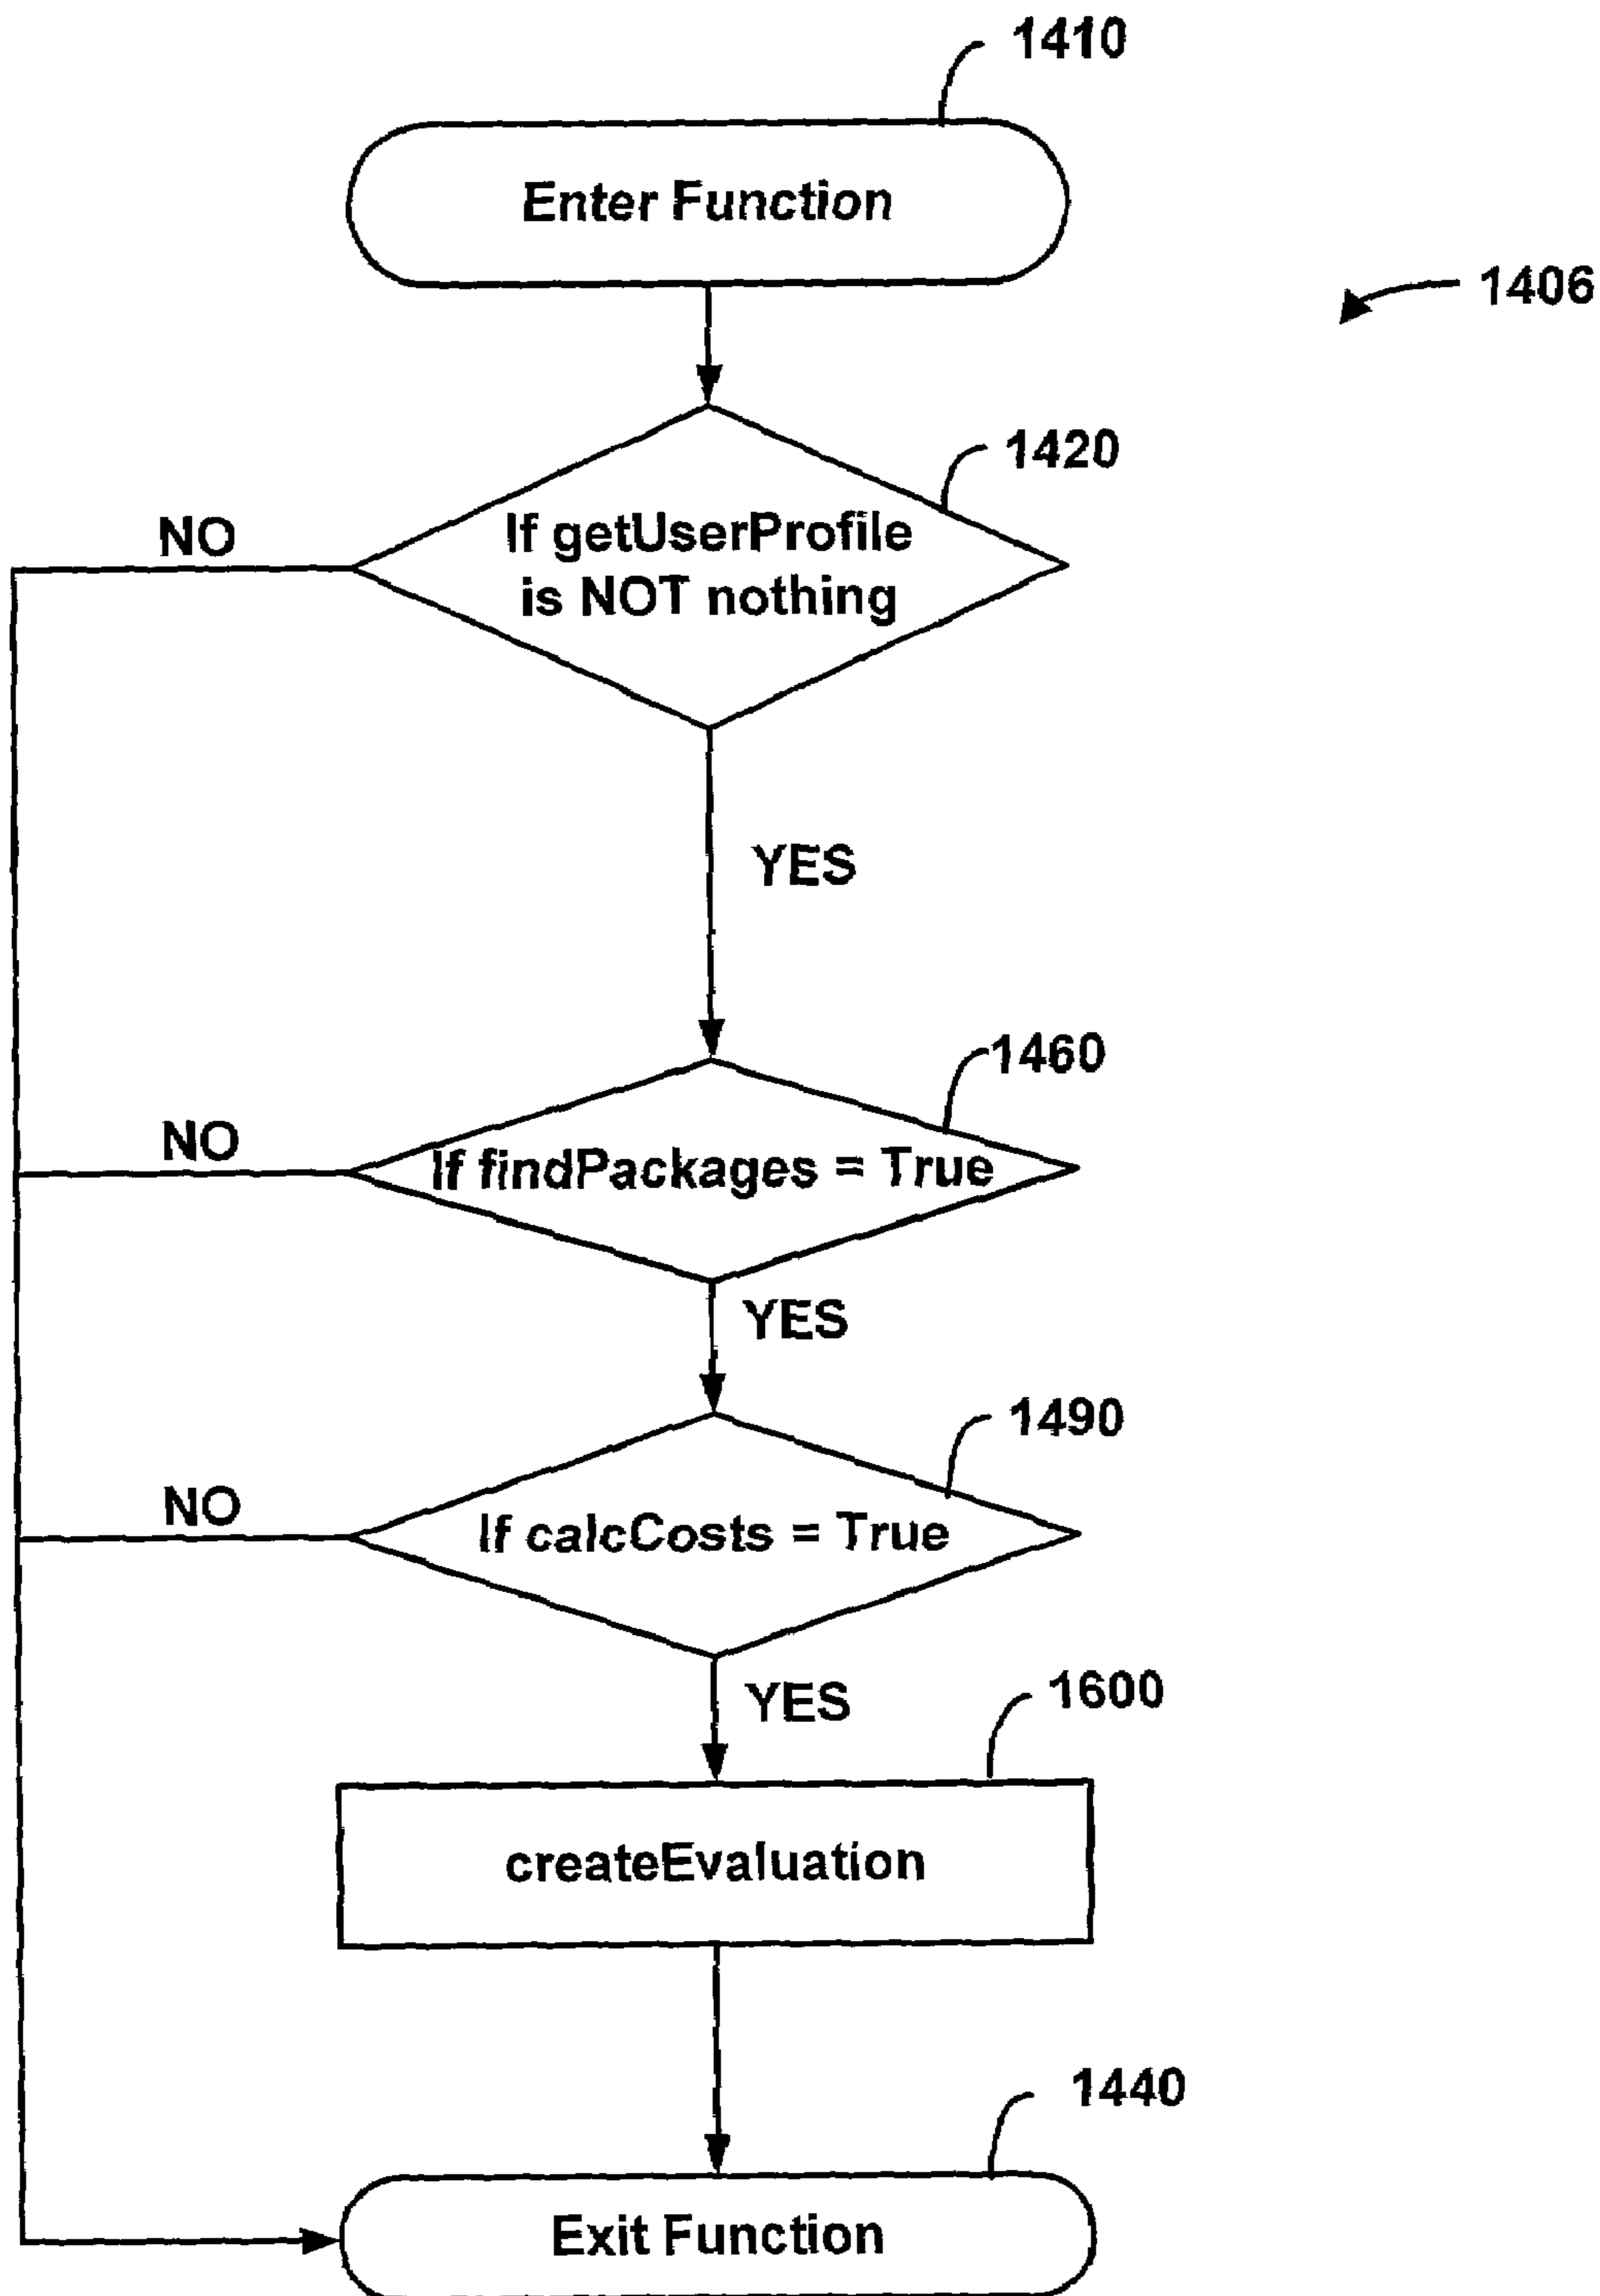 1410
Enter Function
1406
1420
If getUserProfile
is NOT nothing
NO
YES
1460
NO
If findPackages = True
YES
1490
NO
If calcCosts = True
YES
1600
createEvaluation
1440
Exit Function